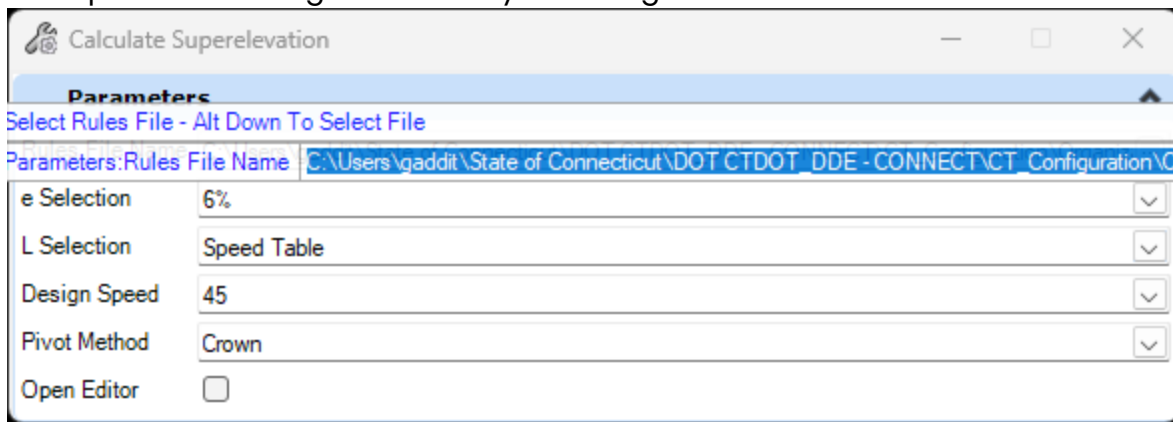 Calculate Superelevation
Parameters
Select Rules File - Alt Down To Select File
Parameters:Rules File Name C:\Users\gaddit\State of Connecticut\DOT CTDOT_DDE - CONNECT\CT_Configuration\O
e Selection 6%
L Selection Speed Table
Design Speed 45
Pivot Method Crown
Open Editor